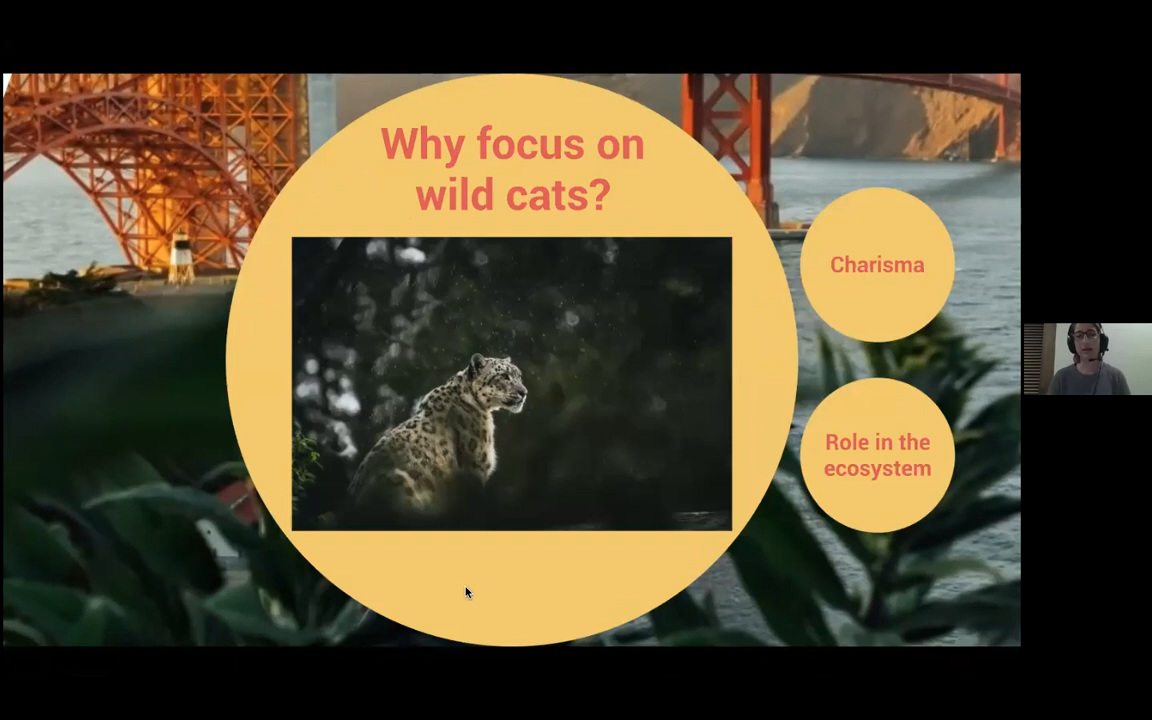 Why focus on
wild cats?
Charisma
Role in the
ecosystem